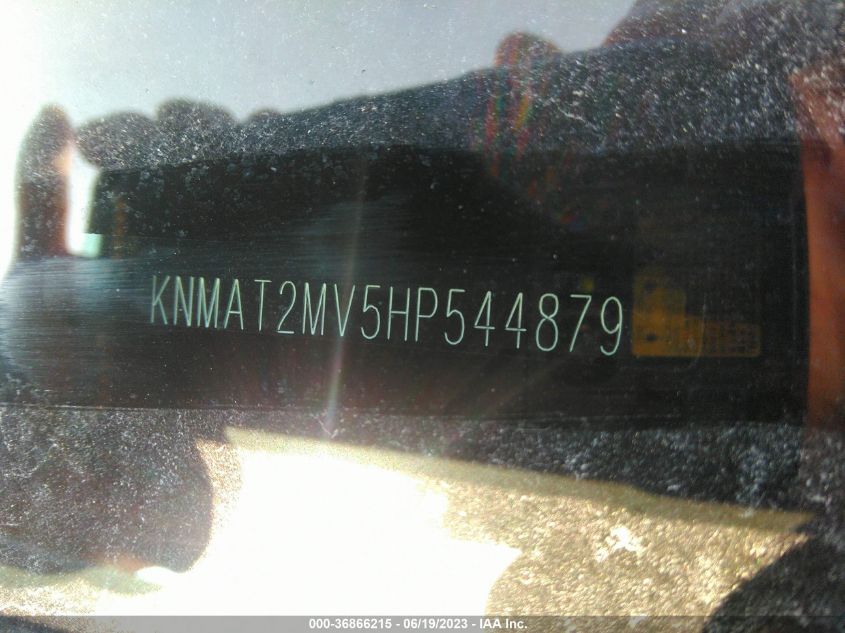 KNMAT2MV5HP544879
000-36866215 - 06/19/2023 - IAA Inc.